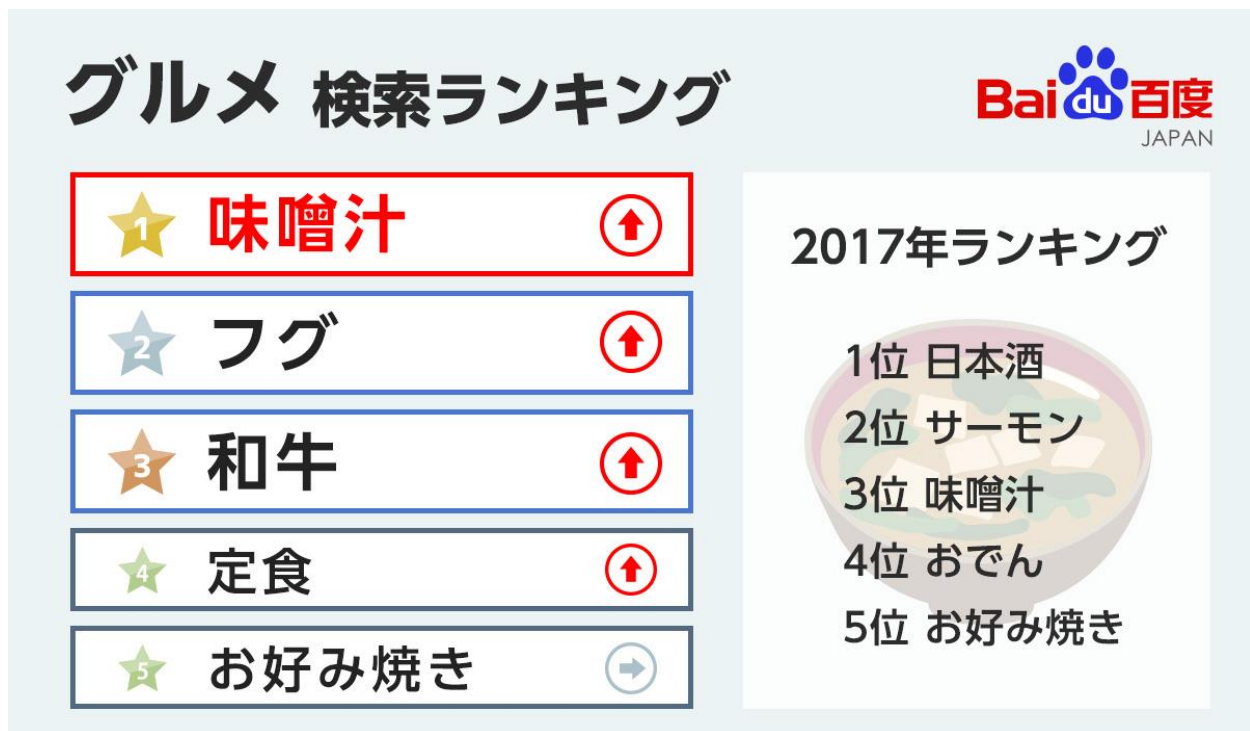 グルメ 検索ランキング
Baidu百度
JAPAN
1 味噌汁
2 フグ
3 和牛
4 定食
5 お好み焼き
2017年ランキング
1位 日本酒
2位 サーモン
3位 味噌汁
4位 おでん
5位 お好み焼き